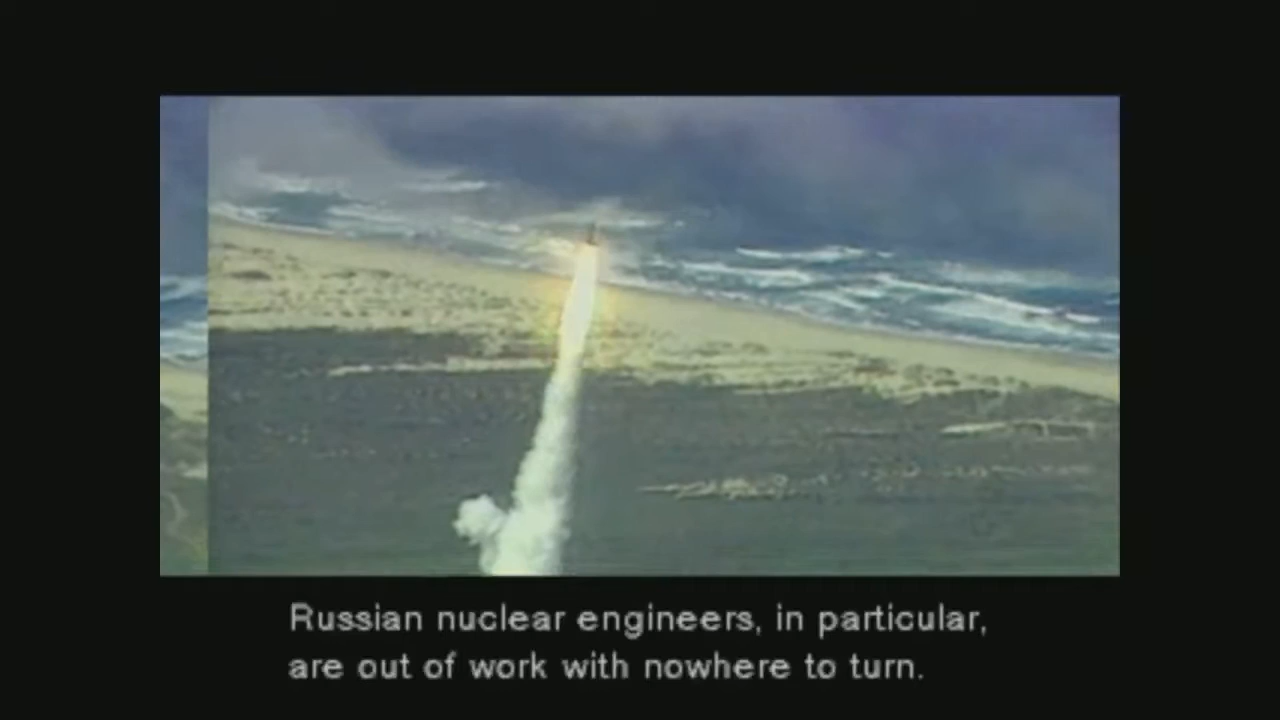 Russian nuclear engineers, in particular,
are out of work with nowhere to turn.